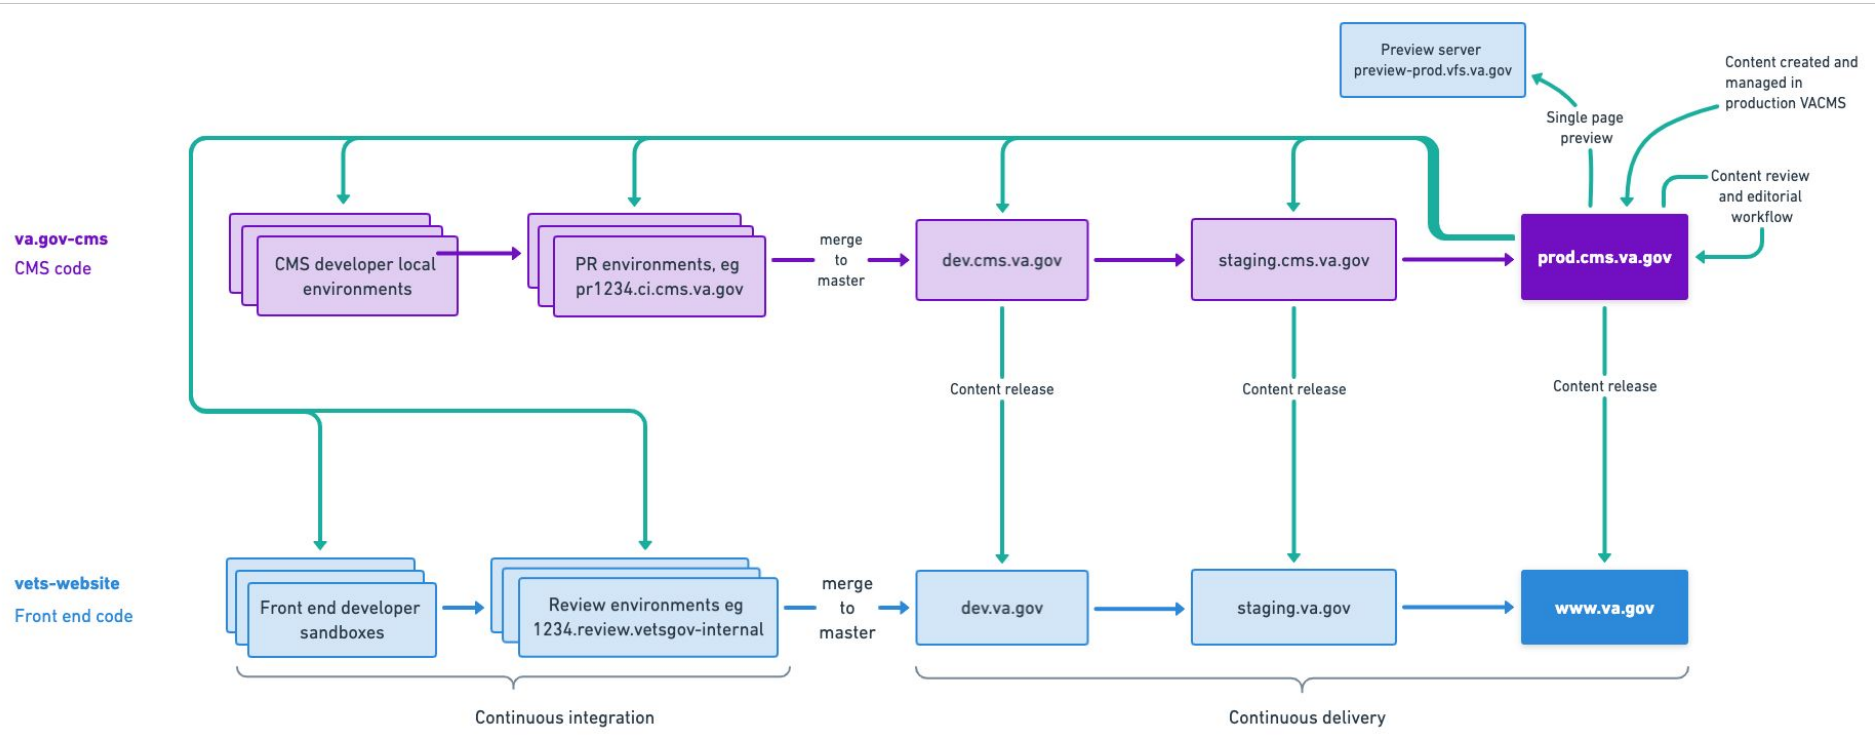 Preview server
preview-prod.vfs.va.gov
Content created and
managed in
production VACMS
Single page
preview
Content review
and editorial
workflow
va.gov-cms
CMS code
CMS developer local
environments
PR environments, eg
pr1234.ci.cms.va.gov
merge
to
master
dev.cms.va.gov
staging.cms.va.gov
prod.cms.va.gov
Content release
Content release
Content release
vets-website
Front end code
Front end developer
sandboxes
Review environments eg
1234.review.vetsgov-internal
merge
to
master
dev.va.gov
staging.va.gov
www.va.gov
Continuous integration
Continuous delivery